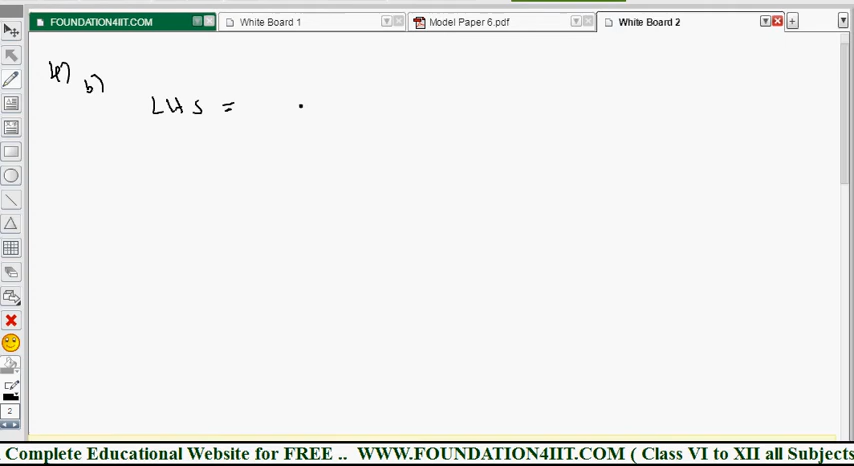 FOUNDATION4IIT.COM White Board 1 Model Paper 6.pdf White Board 2
b)
LHS =
2
Complete Educational Website for FREE .. WWW.FOUNDATION4IIT.COM ( Class VI to XII all Subjects